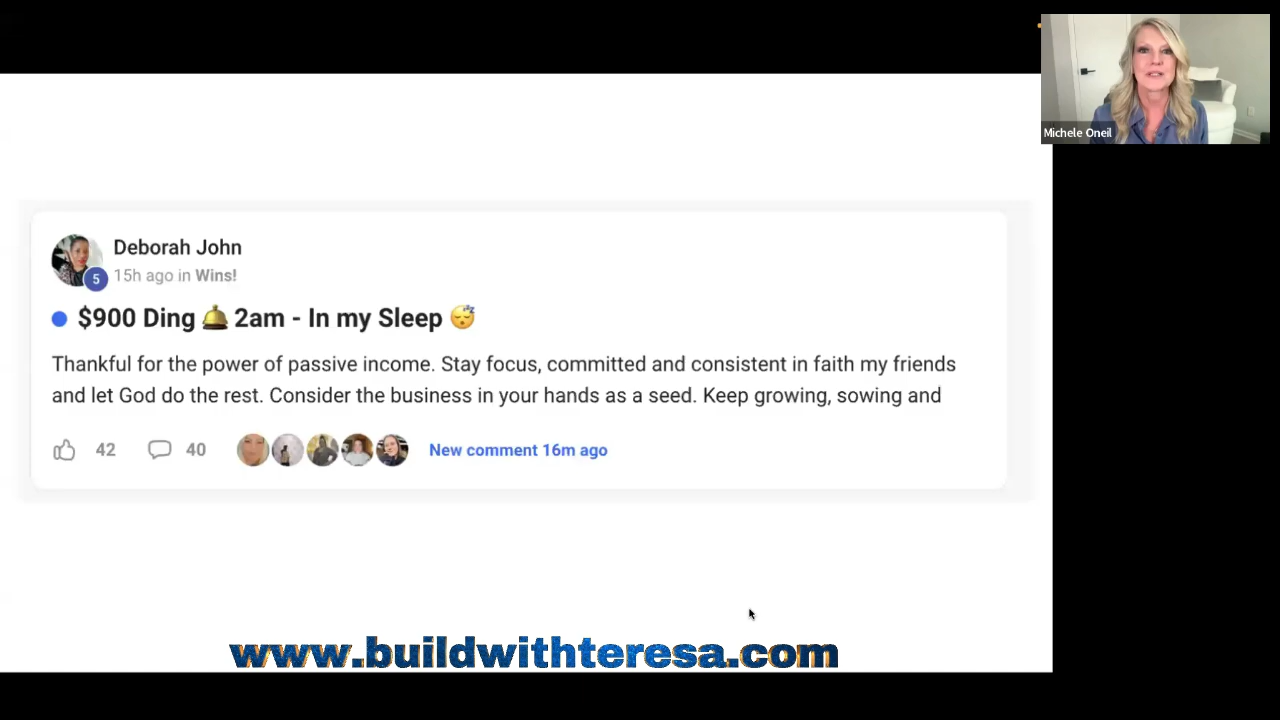 Michele Oneil
Deborah John
5
15h ago in Wins!
$900 Ding 🛎️ 2am - In my Sleep 😴
Thankful for the power of passive income. Stay focus, committed and consistent in faith my friends
and let God do the rest. Consider the business in your hands as a seed. Keep growing, sowing and
42 40 New comment 16m ago
www.buildwithteresa.com